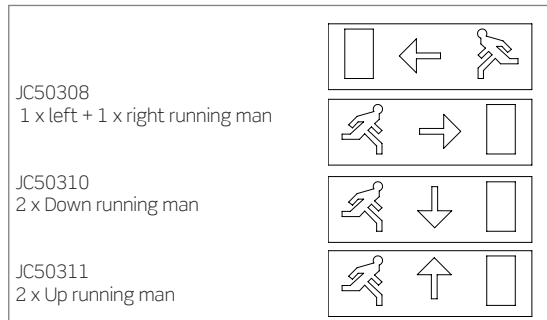 JC50308
1 x left + 1 x right running man
JC50310
2 x Down running man
JC50311
2 x Up running man